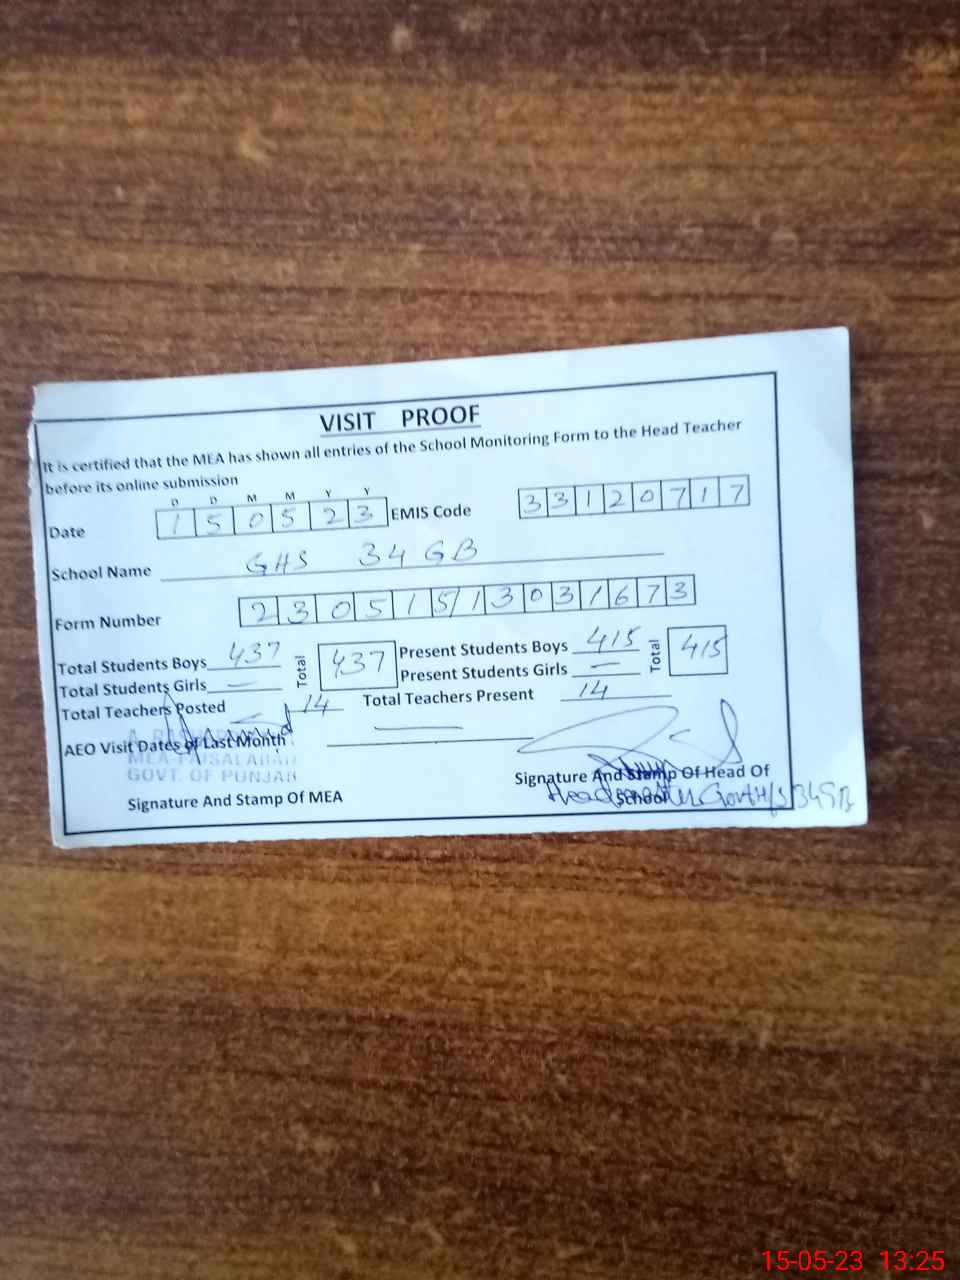 VISIT PROOF
It is certified that the MEA has shown all entries of the School Monitoring Form to the Head Teacher
before its online submission
D D M M Y Y
Date 1 5 0 5 2 3 EMIS Code 3 3 1 2 0 7 1 7
School Name GHS 34 GB
Form Number 2 3 0 5 1 5 1 3 0 3 1 6 7 3
Total Students Boys 437 Total 437 Present Students Boys 415 Total 415
Total Students Girls — Present Students Girls —
Total Teachers Posted 14 Total Teachers Present 14
AEO Visit Dates of Last Month —
MEA FAISALABAD
GOVT. OF PUNJAB
Signature And Stamp Of MEA
Signature And Stamp Of Head Of
School
Headmaster Govt H/S 34GB
15-05-23 13:25